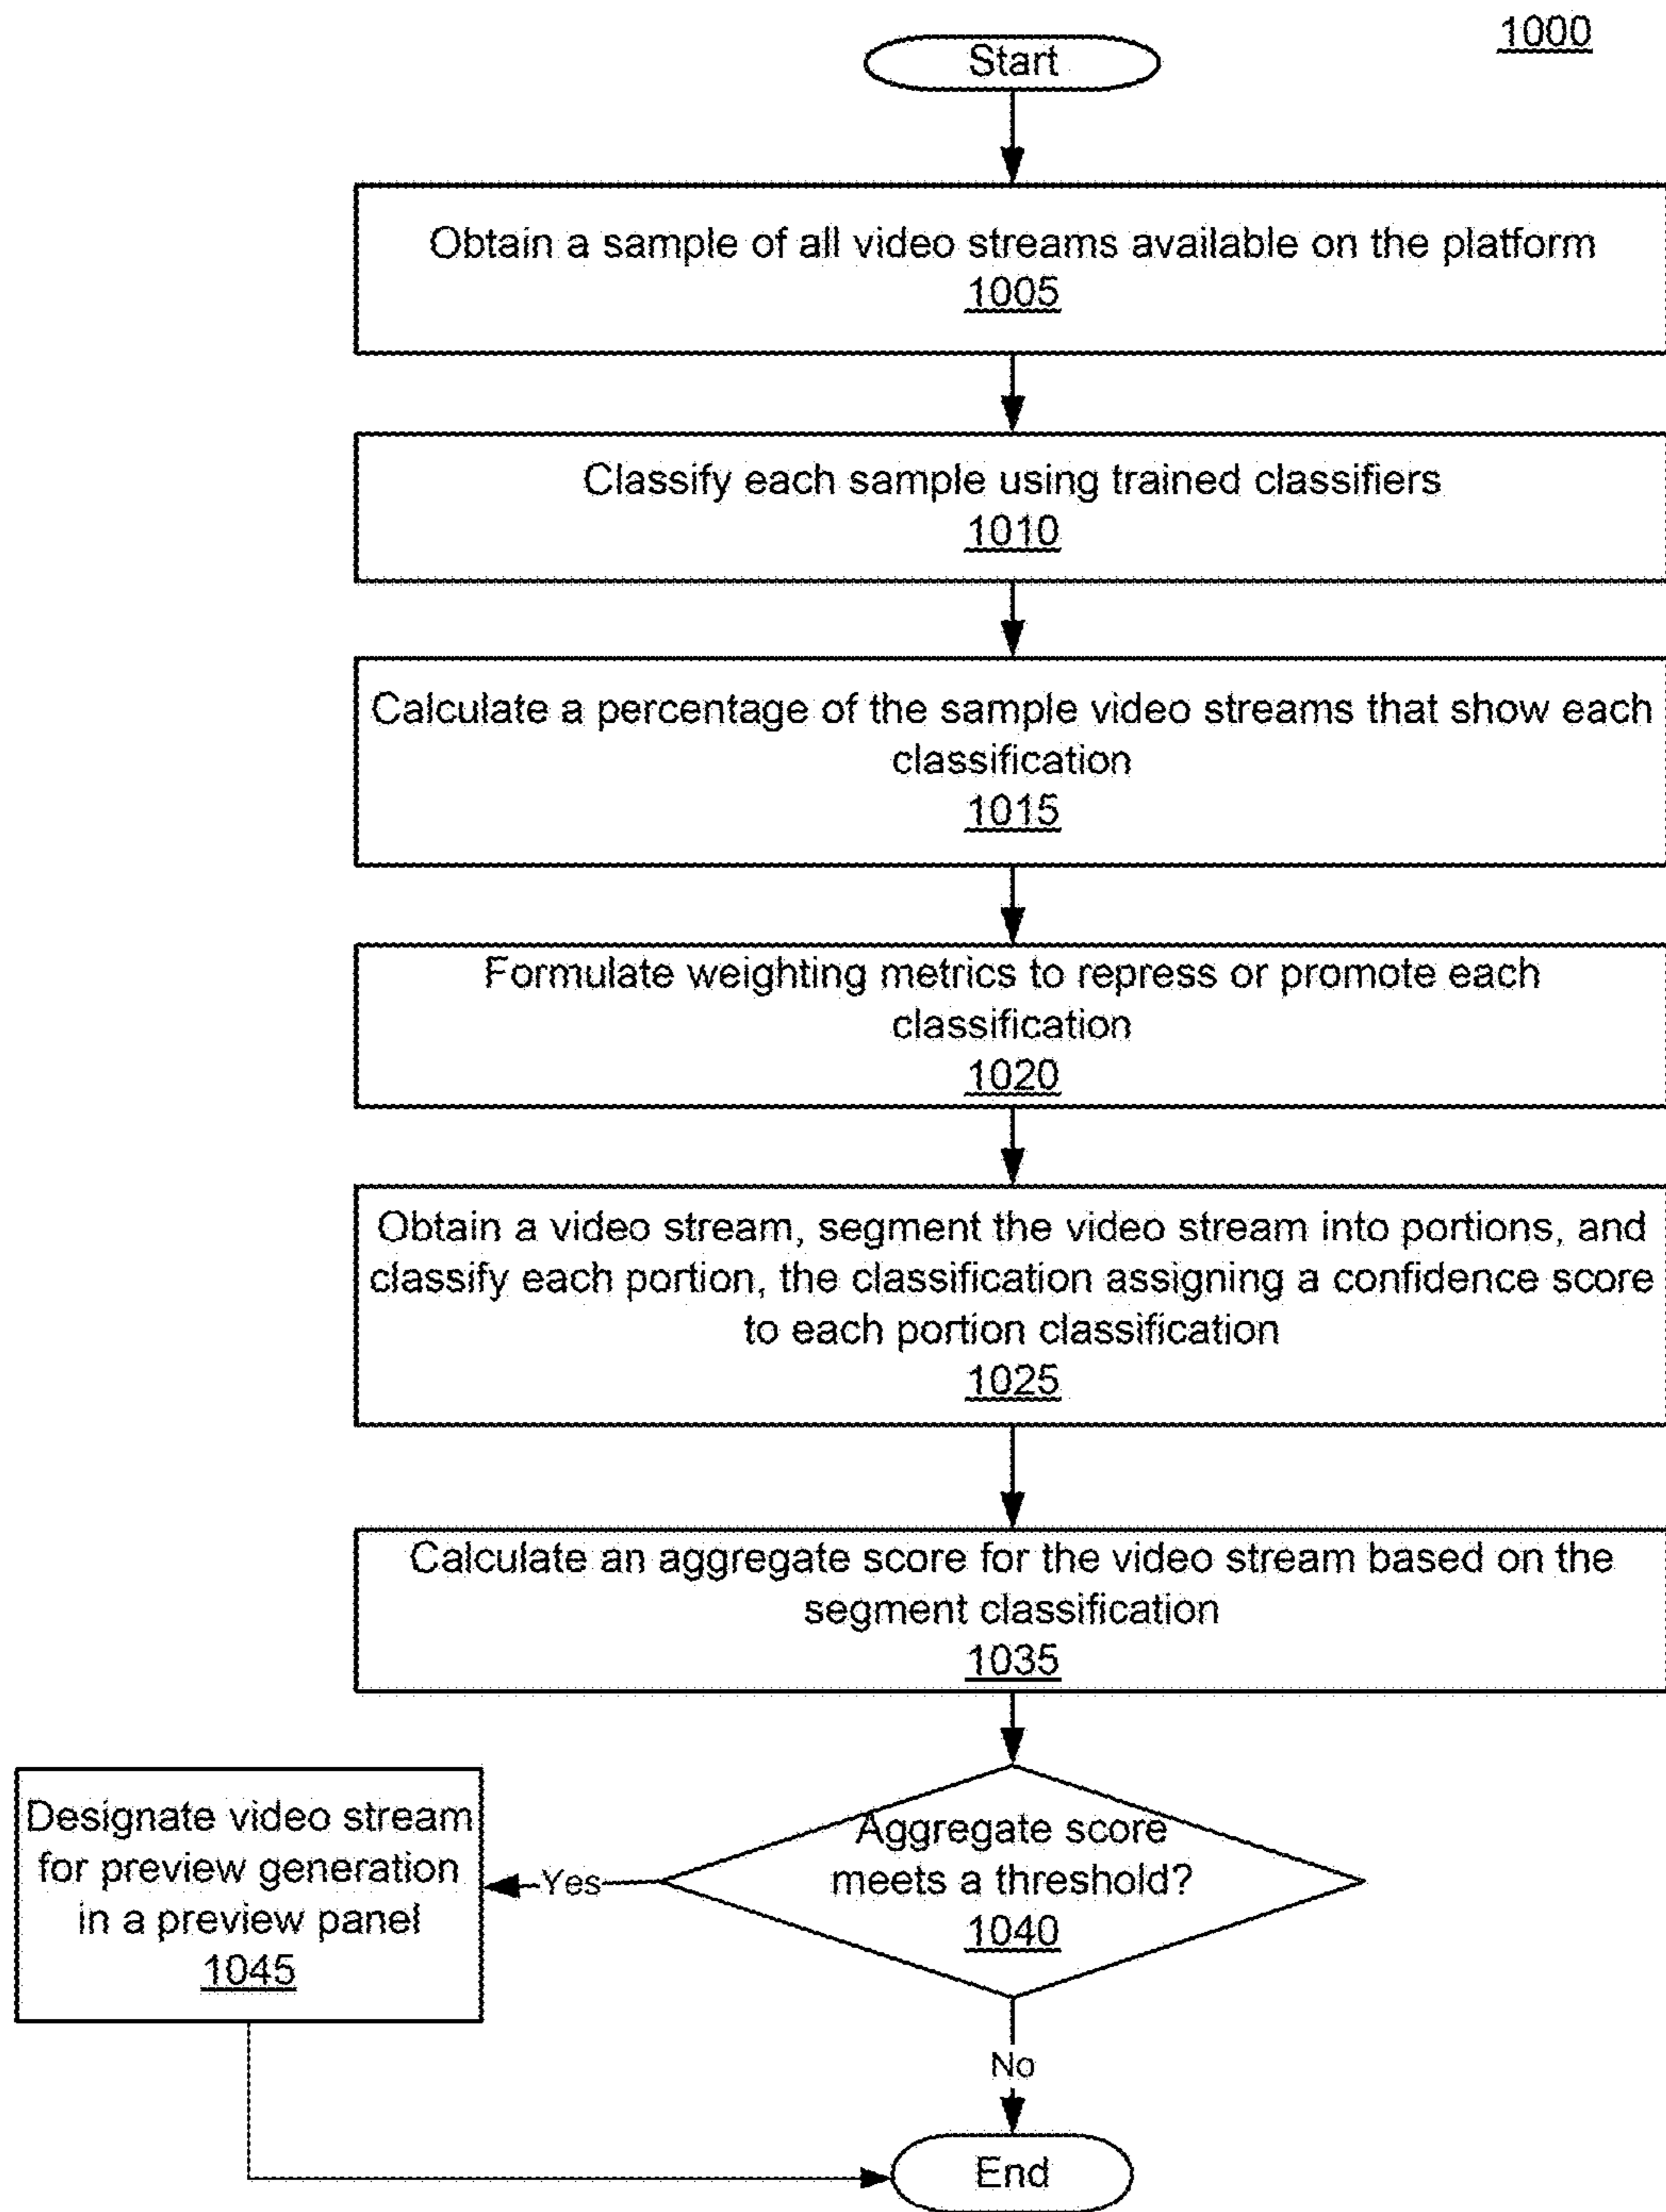 1000
Start
Obtain a sample of all video streams available on the platform
1005
Classify each sample using trained classifiers
1010
Calculate a percentage of the sample video streams that show each
classification
1015
Formulate weighting metrics to repress or promote each
classification
1020
Obtain a video stream, segment the video stream into portions, and
classify each portion, the classification assigning a confidence score
to each portion classification
1025
Calculate an aggregate score for the video stream based on the
segment classification
1035
Aggregate score
meets a threshold?
1040
Yes
Designate video stream
for preview generation
in a preview panel
1045
No
End